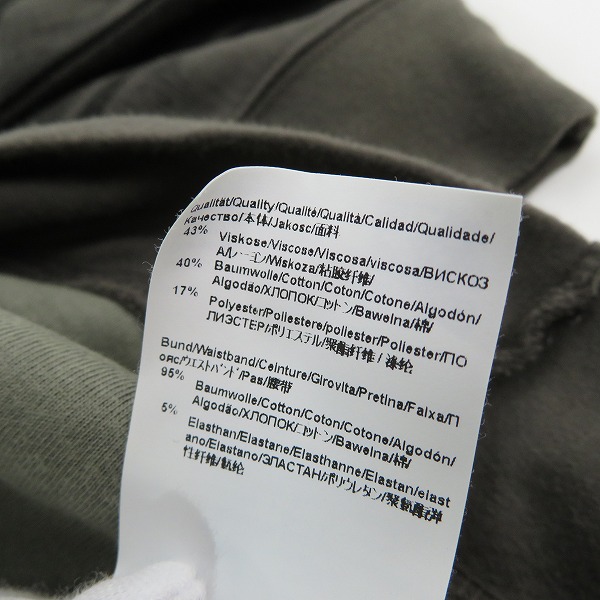 Qualität/Quality/Qualité/Qualità/Calidad/Qualidade/
Качество/本体/Jakosc/面料
43%
Viskose/Viscose/Viscosa/viscosa/ВИСКОЗ
А/レーヨン/Wiskoza/粘胶纤维/
40%
Baumwolle/Cotton/Coton/Cotone/Algodón/
Algodão/ХЛОПОК/コットン/Bawelna/棉/
17%
Polyester/Poliestere/poliester/Poliester/ПО
ЛИЭСТЕР/ポリエステル/聚酯纤维/涤纶
Bund/Waistband/Ceinture/Girovita/Pretina/Faixa/П
ояс/ウエストバンド/Pas/腰带
95%
Baumwolle/Cotton/Coton/Cotone/Algodón/
Algodão/ХЛОПОК/コットン/Bawelna/棉/
5%
Elasthan/Elastane/Elasthanne/Elastan/elast
ano/Elastano/ЭЛАСТАН/ポリウレタン/聚氨酯弹
性纤维/氨纶